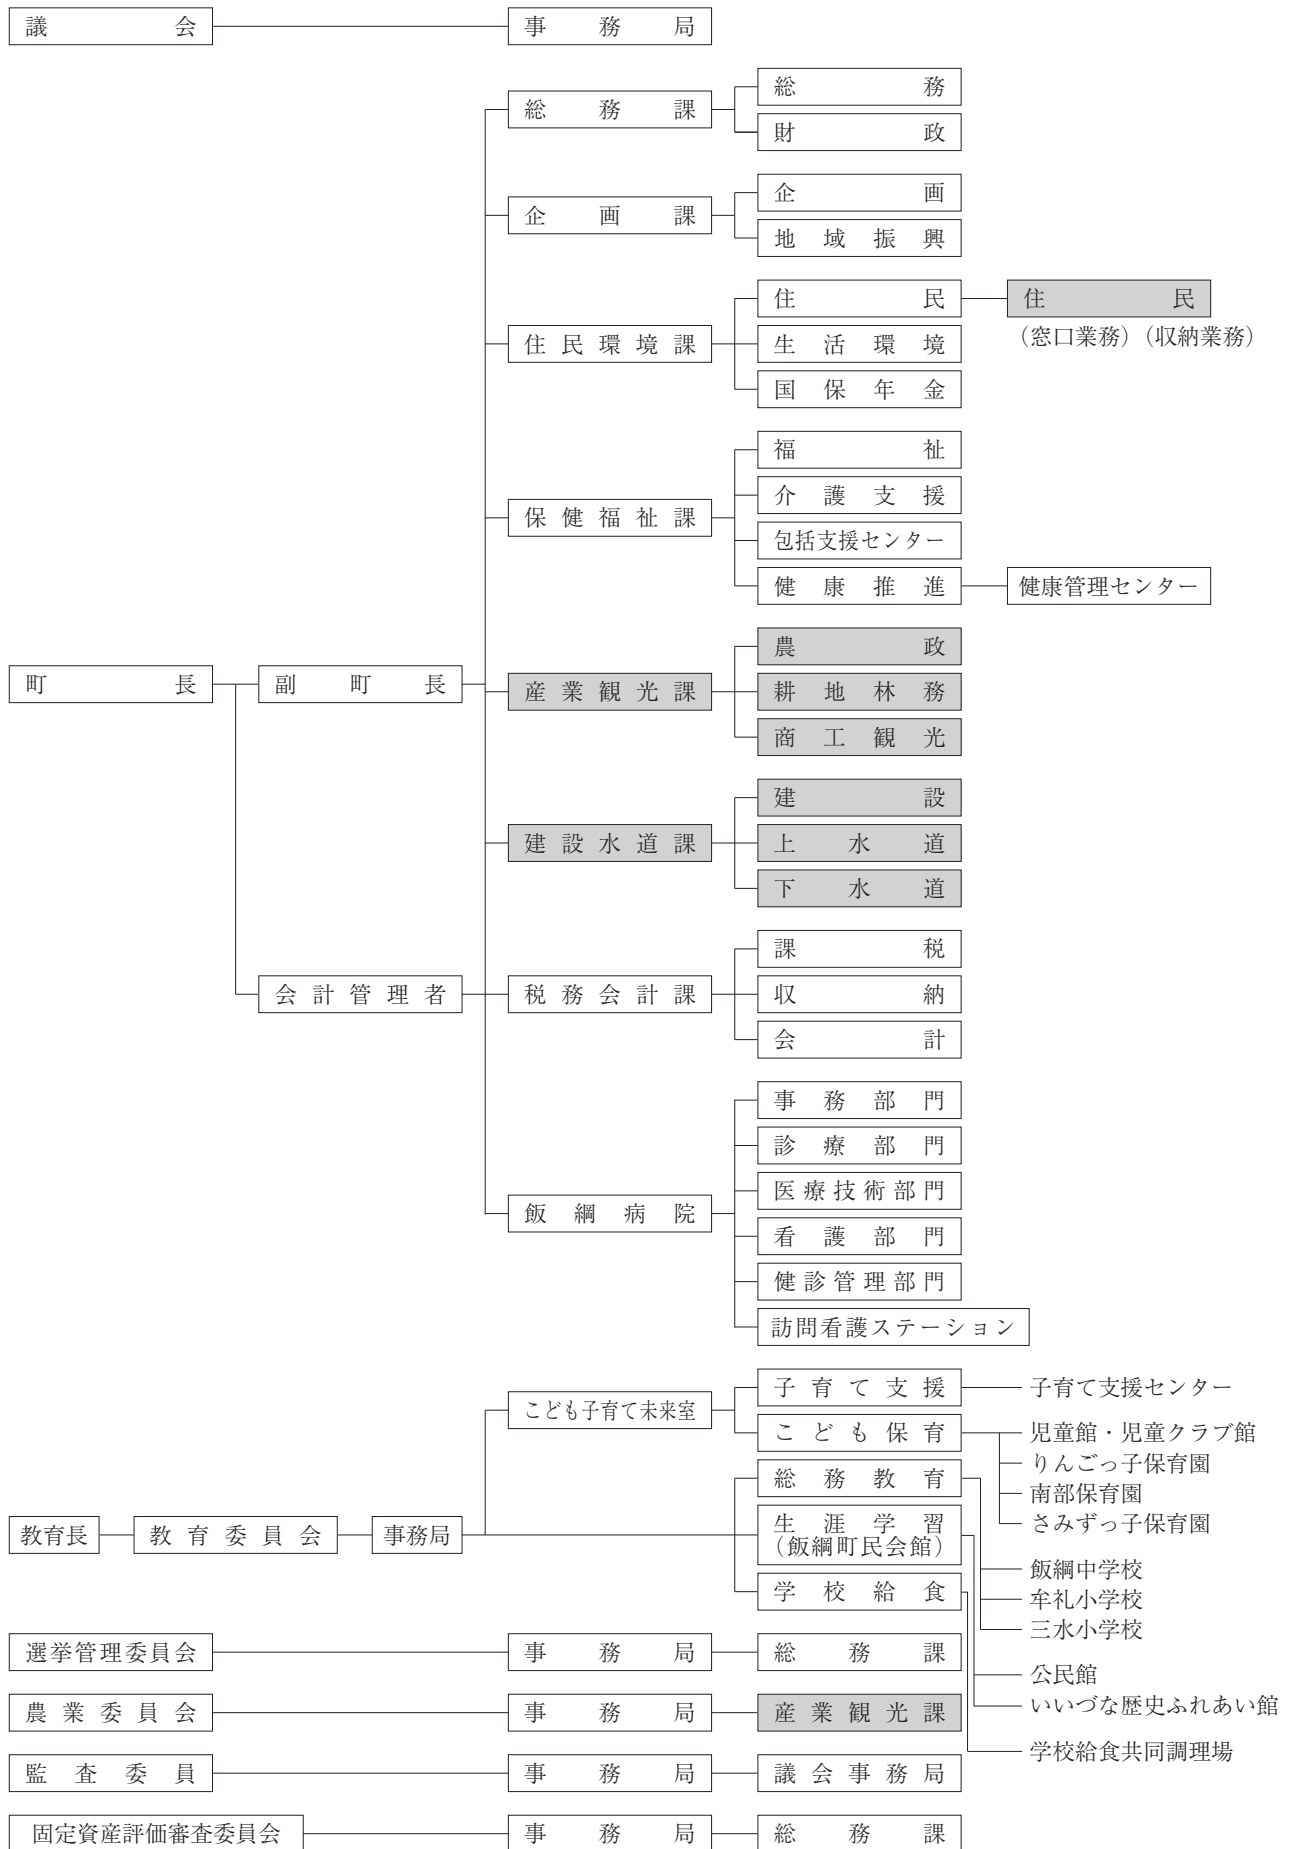 議会
事務局
総務課
総務
財政
企画課
企画
地域振興
住民環境課
住民
住民
(窓口業務)(収納業務)
生活環境
国保年金
保健福祉課
福祉
介護支援
包括支援センター
健康推進
健康管理センター
町長
副町長
産業観光課
農政
耕地林務
商工観光
建設水道課
建設
上水道
下水道
会計管理者
税務会計課
課税
収納
会計
飯綱病院
事務部門
診療部門
医療技術部門
看護部門
健診管理部門
訪問看護ステーション
教育長
教育委員会
事務局
こども子育て未来室
子育て支援
子育て支援センター
こども保育
児童館・児童クラブ館
りんごっ子保育園
南部保育園
さみずっ子保育園
総務教育
飯綱中学校
牟礼小学校
三水小学校
生涯学習
(飯綱町民会館)
公民館
いいづな歴史ふれあい館
学校給食
学校給食共同調理場
選挙管理委員会
事務局
総務課
農業委員会
事務局
産業観光課
監査委員
事務局
議会事務局
固定資産評価審査委員会
事務局
総務課